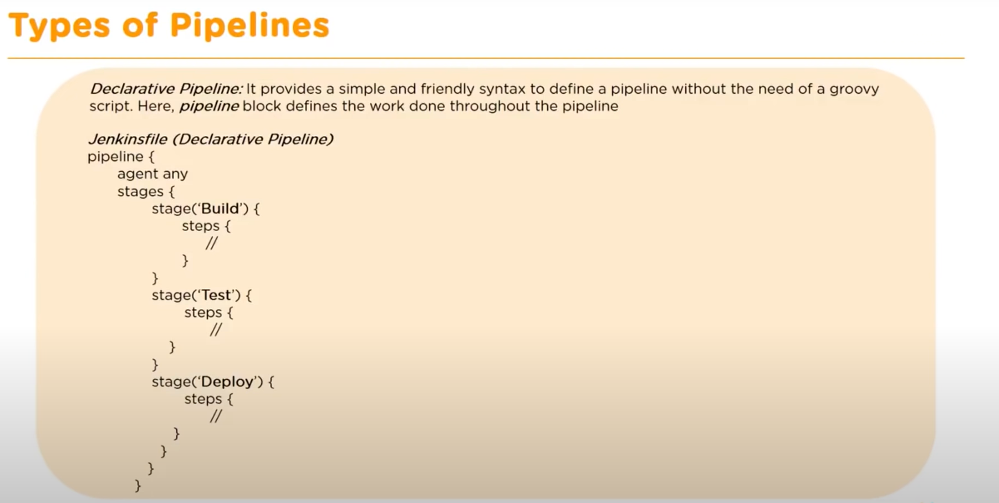 Types of Pipelines
Declarative Pipeline: It provides a simple and friendly syntax to define a pipeline without the need of a groovy
script. Here, pipeline block defines the work done throughout the pipeline
Jenkinsfile (Declarative Pipeline)
pipeline {
agent any
stages {
stage(‘Build’) {
steps {
//
}
}
stage(‘Test’) {
steps {
//
}
}
stage(‘Deploy’) {
steps {
//
}
}
}
}